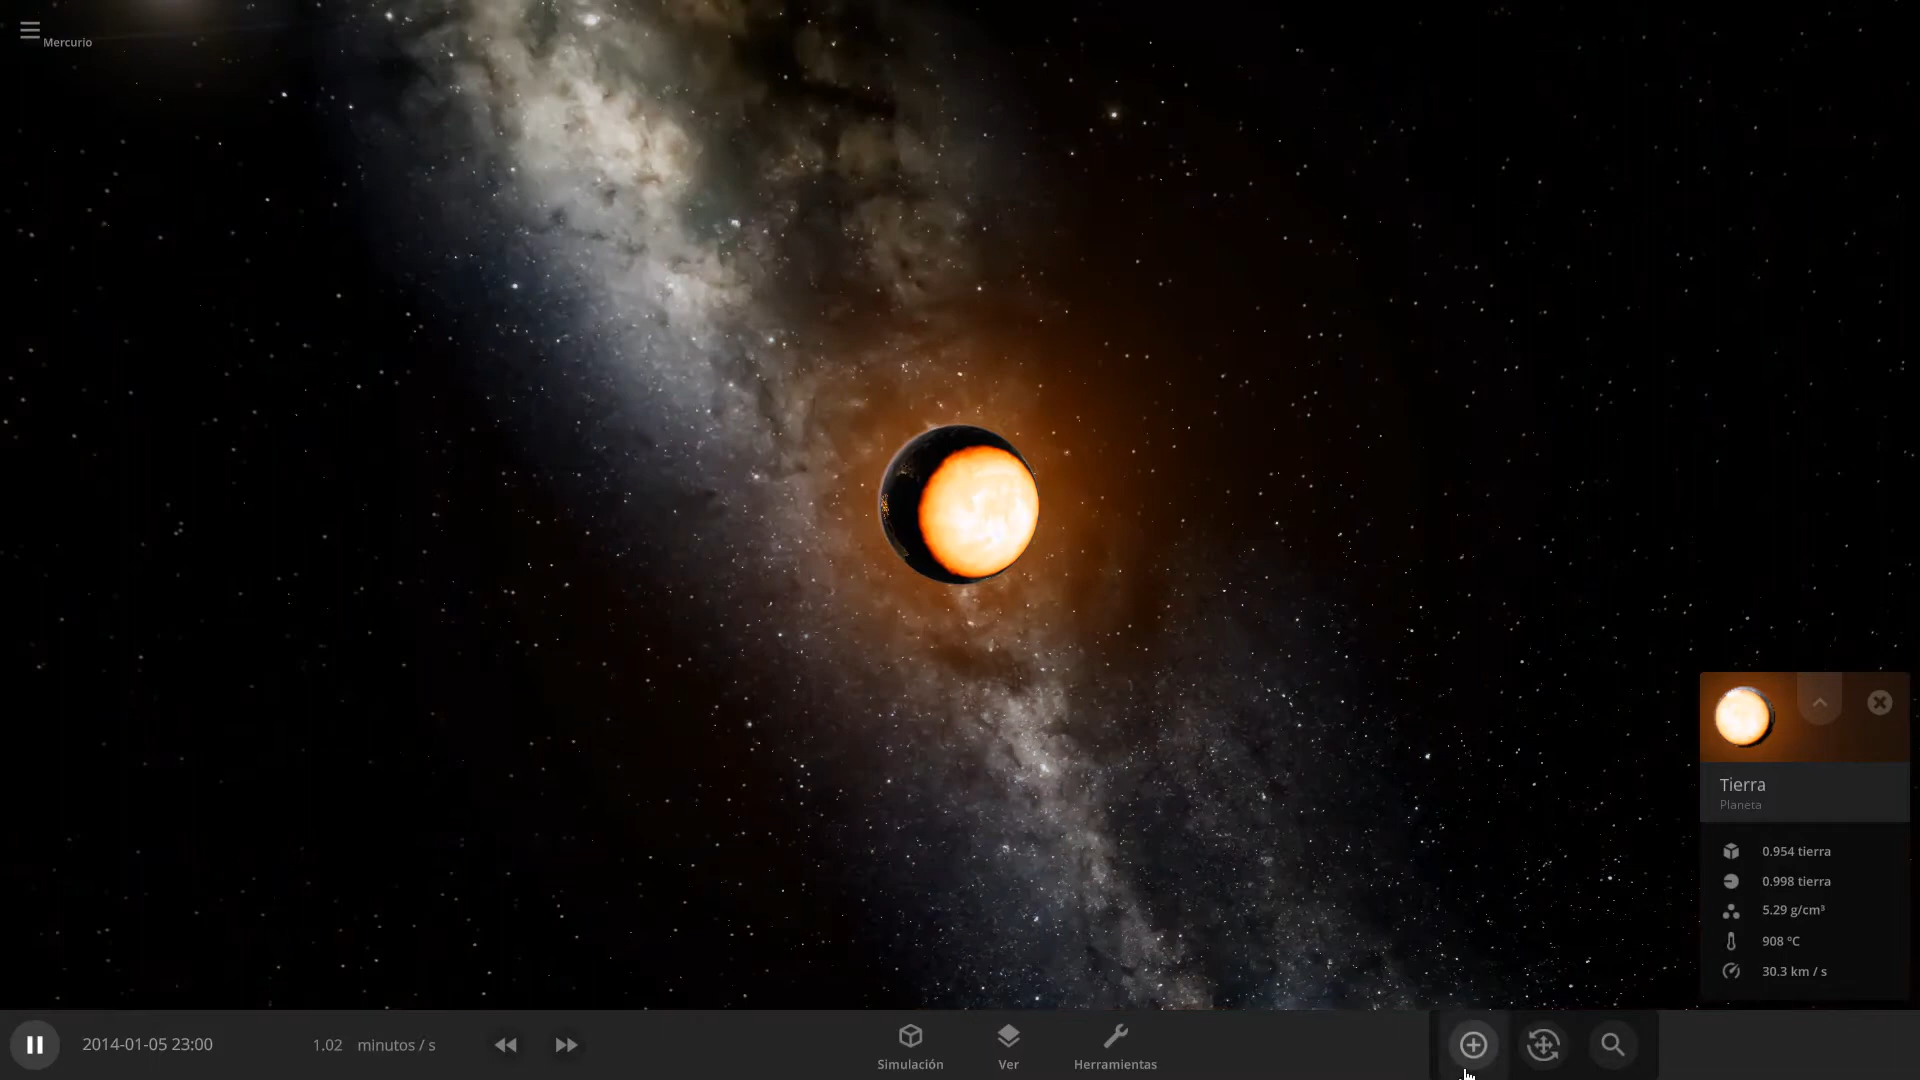 Mercurio
Tierra
Planeta
0.954 tierra
0.998 tierra
5.29 g/cm³
908 ºC
30.3 km / s
2014-01-05 23:00
1.02 minutos / s
Simulación
Ver
Herramientas